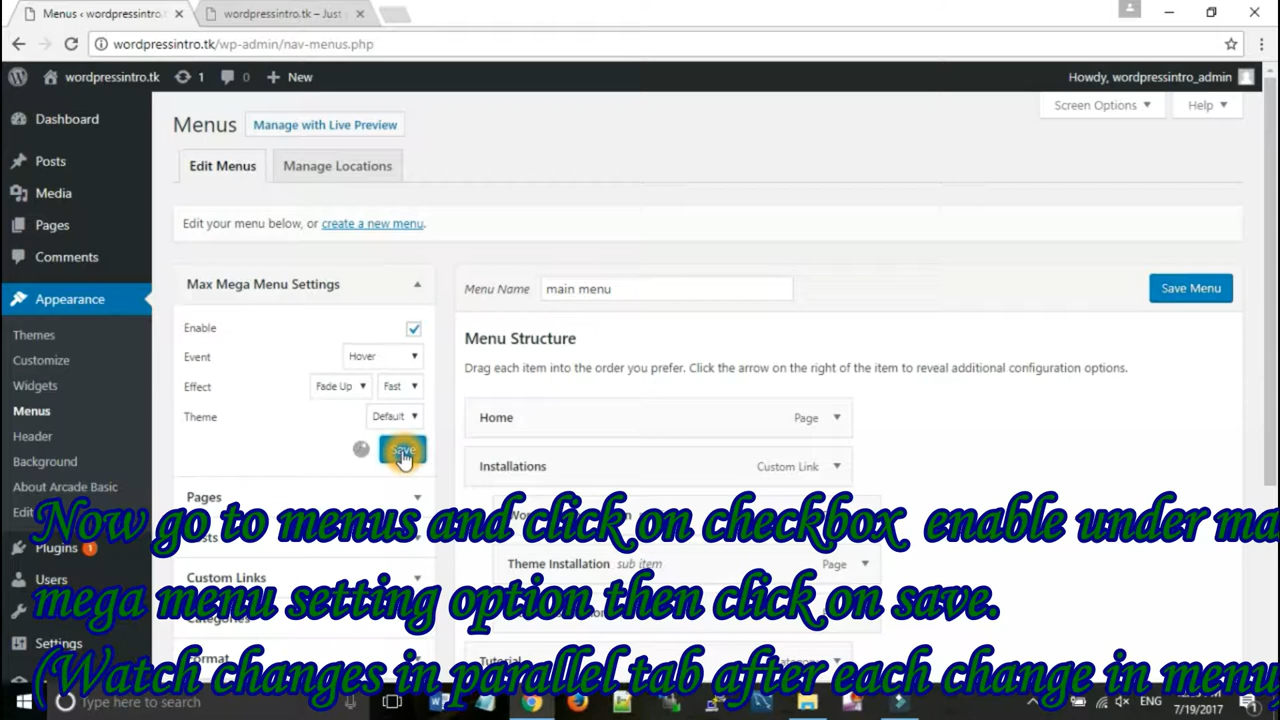 Menus ‹ wordpressintro.
wordpressintro.tk – Just
wordpressintro.tk/wp-admin/nav-menus.php
wordpressintro.tk 1 0 New
Howdy, wordpressintro_admin
Screen Options
Help
Dashboard
Posts
Media
Pages
Comments
Appearance
Themes
Customize
Widgets
Menus
Header
Background
About Arcade Basic
Plugins 1
Users
Settings
Menus
Manage with Live Preview
Edit Menus
Manage Locations
Edit your menu below, or create a new menu.
Max Mega Menu Settings
Enable
Event Hover
Effect Fade Up Fast
Theme Default
Save
Pages
Custom Links
Format
Menu Name main menu
Save Menu
Menu Structure
Drag each item into the order you prefer. Click the arrow on the right of the item to reveal additional configuration options.
Home Page
Installations Custom Link
Theme Installation sub item Page
Tutorial
Now go to menus and click on checkbox enable under ma
mega menu setting option then click on save.
(Watch changes in parallel tab after each change in menu
Type here to search
ENG
7/19/2017